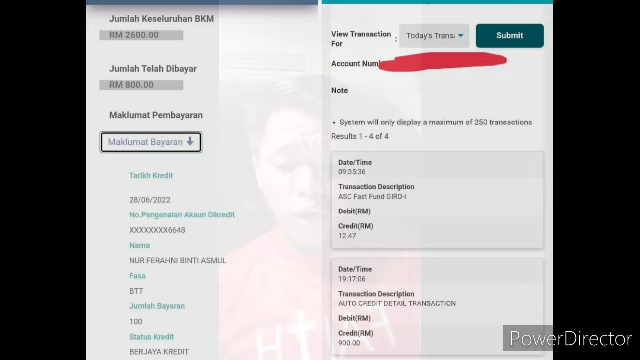 Jumlah Keseluruhan BKM
RM 2600.00
Jumlah Telah Dibayar
RM 800.00
Maklumat Pembayaran
Maklumat Bayaran
Tarikh Kredit
28/06/2022
No.Pengenalan Akaun Dikredit
XXXXXXXX6648
Nama
NUR FERAHNI BINTI ASMUL
Fasa
BTT
Jumlah Bayaran
100
Status Kredit
BERJAYA KREDIT
View Transaction For : Today's Trans
Submit
Account Num
Note
• System will only display a maximum of 250 transactions
Results 1 - 4 of 4
Date/Time
09:35:36
Transaction Description
ASC Fast Fund GIRO-i
Debit(RM)
Credit(RM)
12.47
Date/Time
19:17:06
Transaction Description
AUTO CREDIT DETAIL TRANSACTION
Debit(RM)
Credit(RM)
900.00
PowerDirector